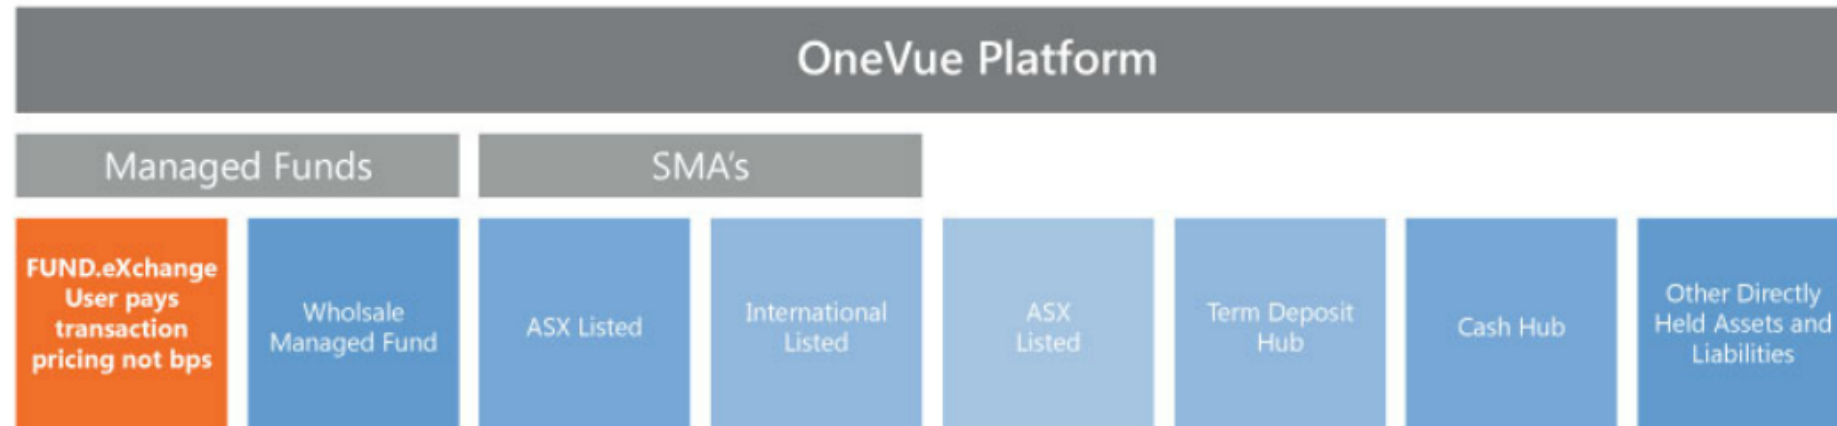 OneVue Platform
Managed Funds
SMA's
FUND.eXchange
User pays
transaction
pricing not bps
Wholsale
Managed Fund
ASX Listed
International
Listed
ASX
Listed
Term Deposit
Hub
Cash Hub
Other Directly
Held Assets and
Liabilities